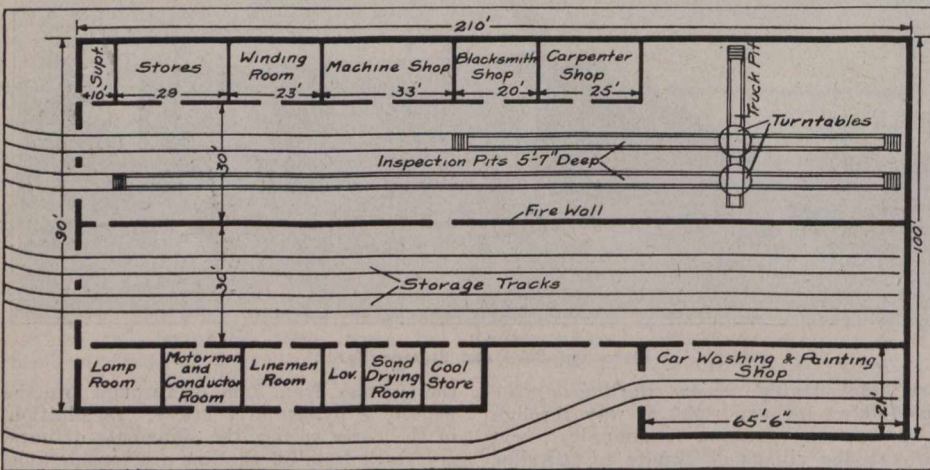 210'
Supt.
10'
Stores
28
Winding
Room
23'
Machine Shop
33'
Blacksmith
Shop
20'
Carpenter
Shop
25'
Truck Pit
Turntables
Inspection Pits 5'-7" Deep
30'
Fire Wall
90'
100'
30'
Storage Tracks
Lamp
Room
Motormen
and
Conductor
Room
Linemen
Room
Lav.
Sand
Drying
Room
Coal
Store
Car Washing & Painting
Shop
65'-6"
21'